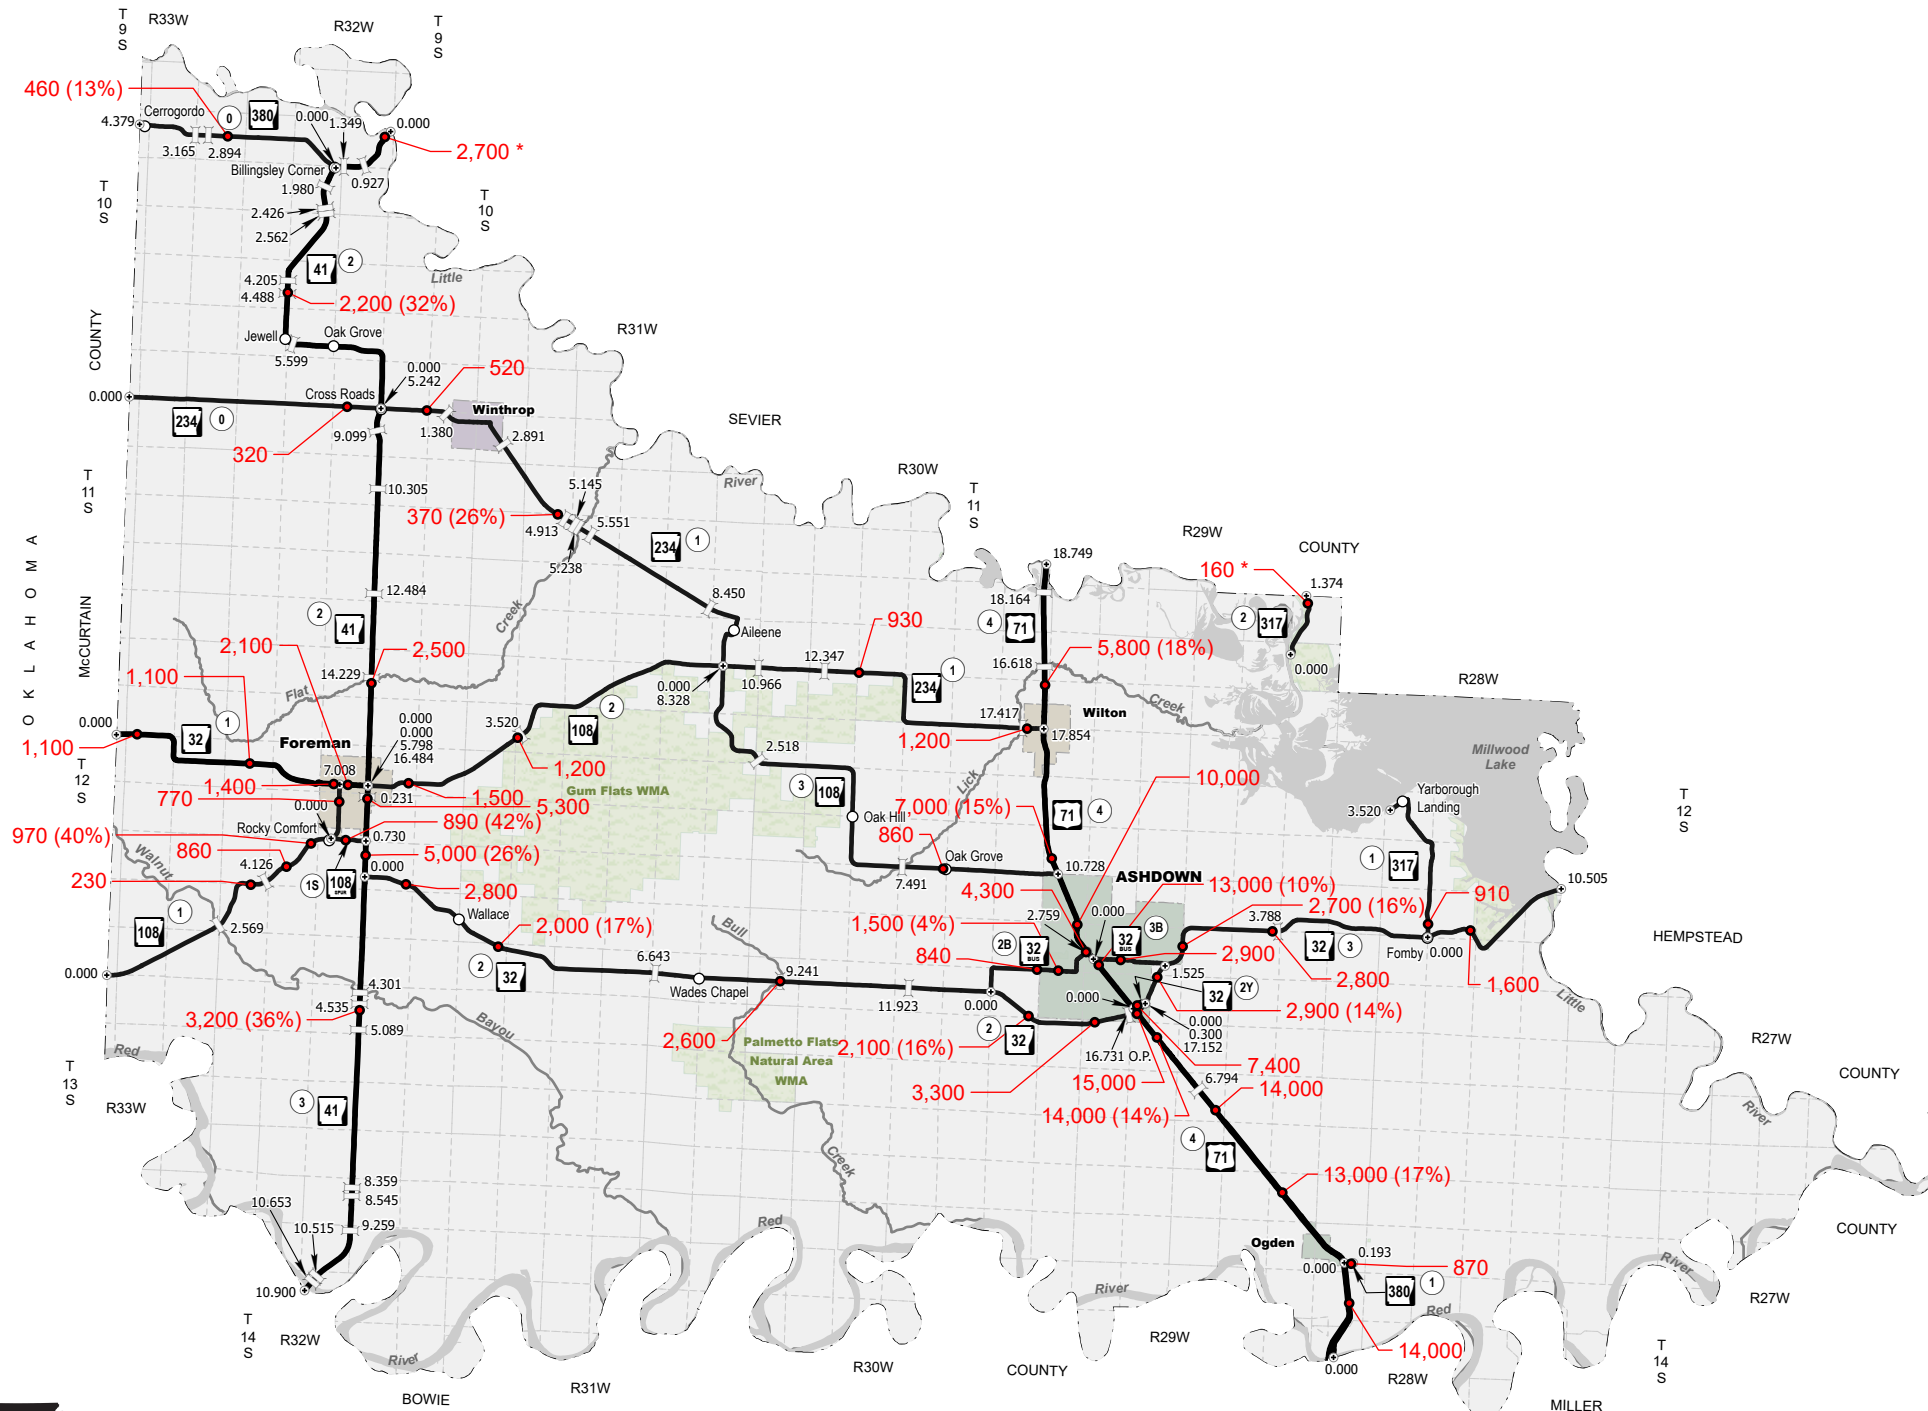 T
9
S
R33W
R32W
T
9
S
460 (13%)
Cerrogordo
0
380
0.000
1.349
0.000
4.379
3.165
2.894
2,700 *
Billingsley Corner
0.927
1.980
T
10
S
T
10
S
2.426
2.562
41
2
Little
4.205
4.488
2,200 (32%)
COUNTY
Jewell
Oak Grove
R31W
5.599
0.000
5.242
520
0.000
Cross Roads
Winthrop
SEVIER
234
0
9.099
1.380
2.891
320
R30W
T
11
S
River
T
11
S
10.305
5.145
370 (26%)
4.913
5.551
5.238
234
1
R29W
COUNTY
OKLAHOMA
18.749
160 *
1.374
McCURTAIN
12.484
8.450
18.164
Creek
2
41
4
71
2
317
Aileene
930
2,100
2,500
5,800 (18%)
12.347
16.618
0.000
1,100
14.229
10.966
1
234
R28W
Flat
0.000
8.328
Creek
0.000
1
32
3.520
108
2
17.417
Wilton
0.000
0.000
5.798
16.484
1,100
Foreman
1,200
17.854
2.518
Millwood
Lake
T
12
S
7.008
1,200
Lick
10,000
1,400
1,500
Gum Flats WMA
3
108
Yarborough
Landing
T
12
S
770
0.000
0.231
5,300
7,000 (15%)
71
4
3.520
Rocky Comfort
890 (42%)
Oak Hill
970 (40%)
0.730
860
860
5,000 (26%)
Oak Grove
1
317
Walnut
4.126
0.000
10.728
230
1S
108
SPUR
2,800
7.491
ASHDOWN
10.505
4,300
13,000 (10%)
910
108
1
Wallace
2.759
0.000
2,700 (16%)
2.569
2,000 (17%)
Bull
1,500 (4%)
32
BUS
3B
3.788
2B
32
BUS
32
3
HEMPSTEAD
840
2,900
Fomby
0.000
0.000
2
32
6.643
9.241
1.525
2,800
1,600
Wades Chapel
32
2Y
4.301
11.923
0.000
0.000
Little
4.535
3,200 (36%)
2,900 (14%)
5.089
Bayou
2
32
0.000
0.300
17.152
Red
2,600
Palmetto Flats
Natural Area
WMA
2,100 (16%)
16.731 O.P.
R27W
7,400
T
13
S
15,000
6.794
COUNTY
3,300
14,000
R33W
3
41
14,000 (14%)
River
4
71
Creek
8.359
8.545
13,000 (17%)
10.653
10.515
9.259
Red
COUNTY
Ogden
0.193
River
0.000
870
10.900
River
380
1
R27W
Red
T
14
S
R32W
R29W
T
14
S
River
R30W
14,000
COUNTY
0.000
R28W
R31W
BOWIE
MILLER